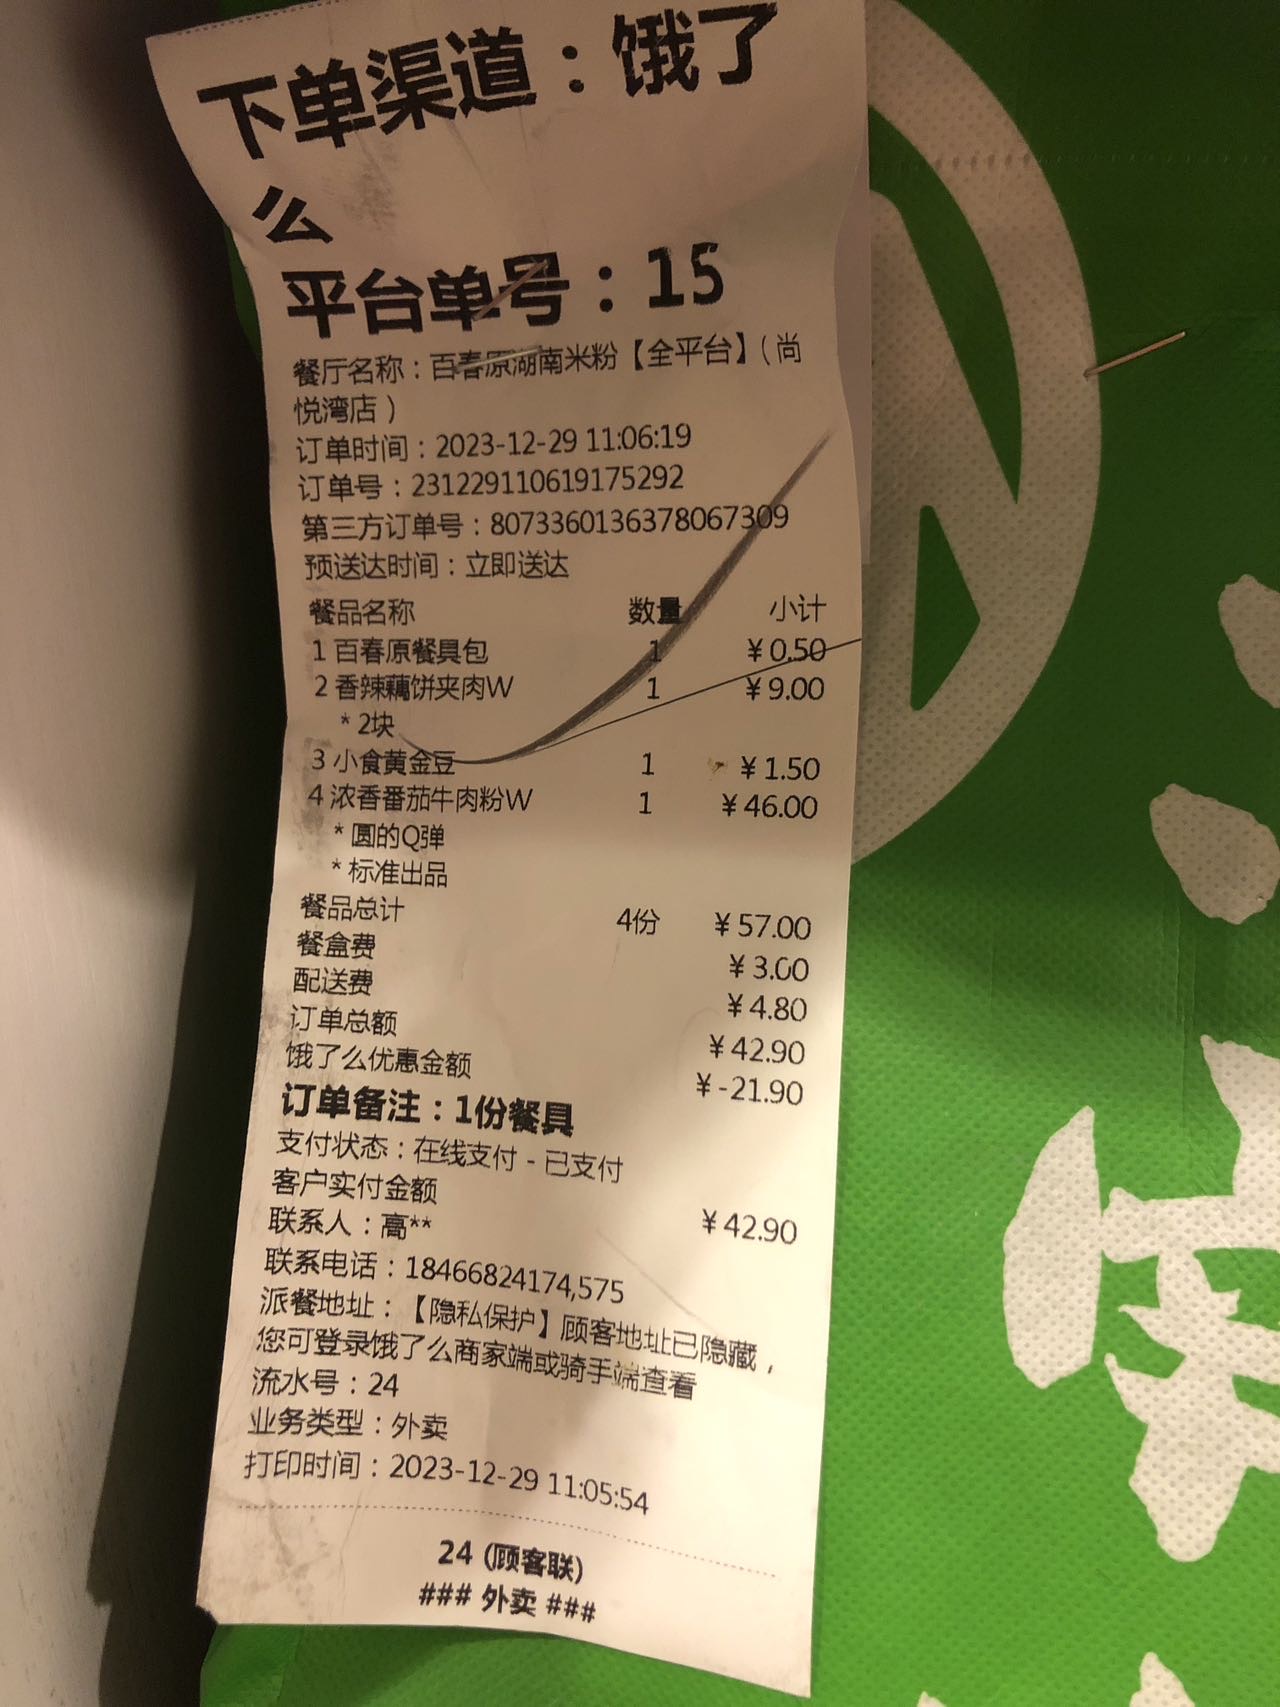 下单渠道：饿了
么
平台单号：15
餐厅名称：百春原湖南米粉【全平台】（尚
悦湾店）
订单时间：2023-12-29 11:06:19
订单号：231229110619175292
第三方订单号：8073360136378067309
预送达时间：立即送达
餐品名称 数量 小计
1 百春原餐具包 1 ￥0.50
2 香辣藕饼夹肉W 1 ￥9.00
* 2块
3 小食黄金豆 1 ￥1.50
4 浓香番茄牛肉粉W 1 ￥46.00
* 圆的Q弹
* 标准出品
餐品总计 4份 ￥57.00
餐盒费 ￥3.00
配送费 ￥4.80
订单总额 ￥42.90
饿了么优惠金额 ￥-21.90
订单备注：1份餐具
支付状态：在线支付 - 已支付
客户实付金额 ￥42.90
联系人：高**
联系电话：18466824174,575
派餐地址：【隐私保护】顾客地址已隐藏，
您可登录饿了么商家端或骑手端查看
流水号：24
业务类型：外卖
打印时间：2023-12-29 11:05:54
24 (顾客联)
### 外卖 ###